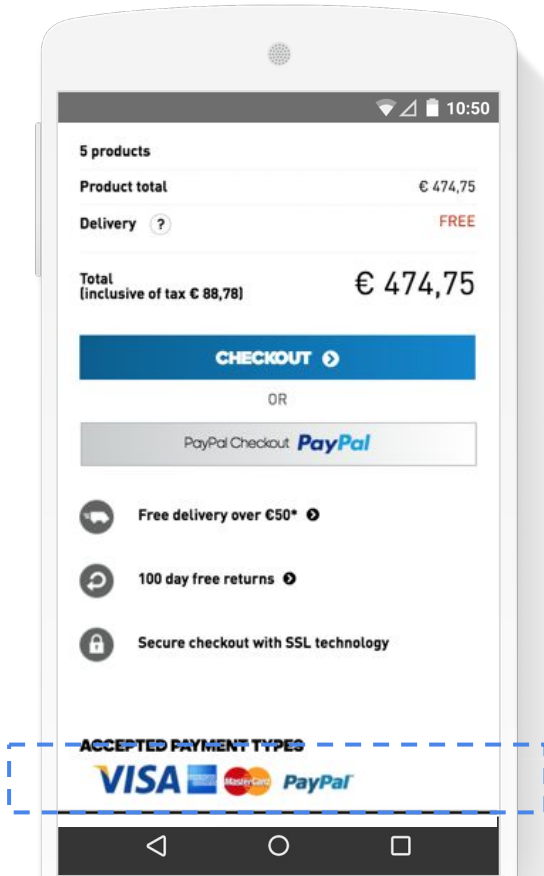 10:50
5 products
Product total € 474,75
Delivery ? FREE
Total € 474,75
(inclusive of tax € 88,78)
CHECKOUT
OR
PayPal Checkout PayPal
Free delivery over €50*
100 day free returns
Secure checkout with SSL technology
ACCEPTED PAYMENT TYPES
VISA AMERICAN EXPRESS MasterCard PayPal